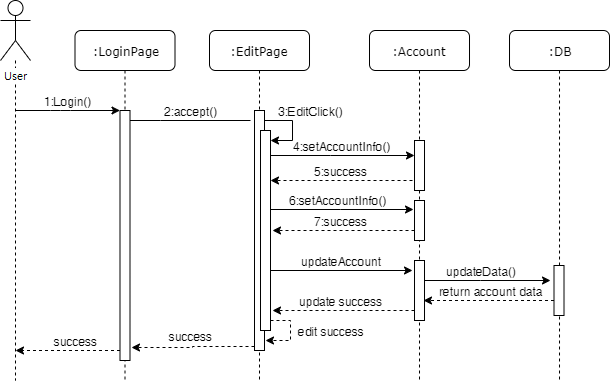 :LoginPage
:EditPage
:Account
:DB
User
1:Login()
2:accept()
3:EditClick()
4:setAccountInfo()
5:success
6:setAccountInfo()
7:success
updateAccount
updateData()
return account data
update success
edit success
success
success